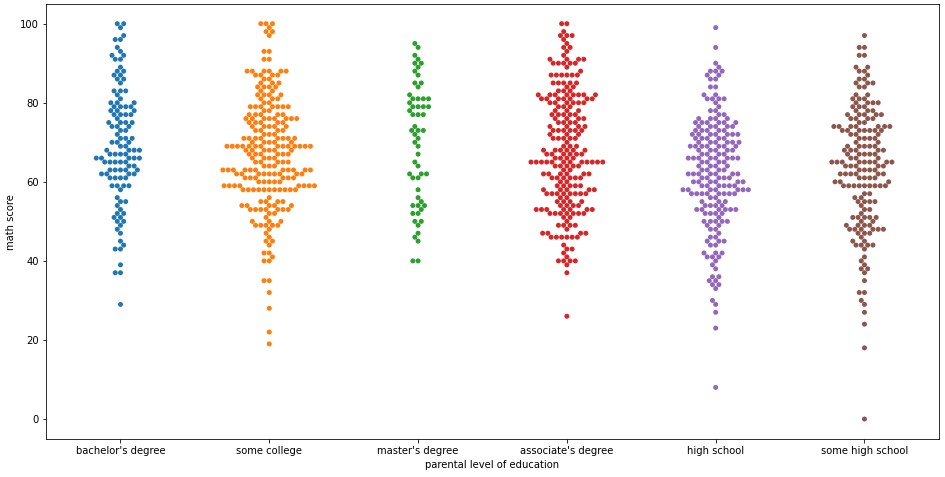 100
80
60
40
20
0
math score
bachelor's degree
some college
master's degree
associate's degree
high school
some high school
parental level of education